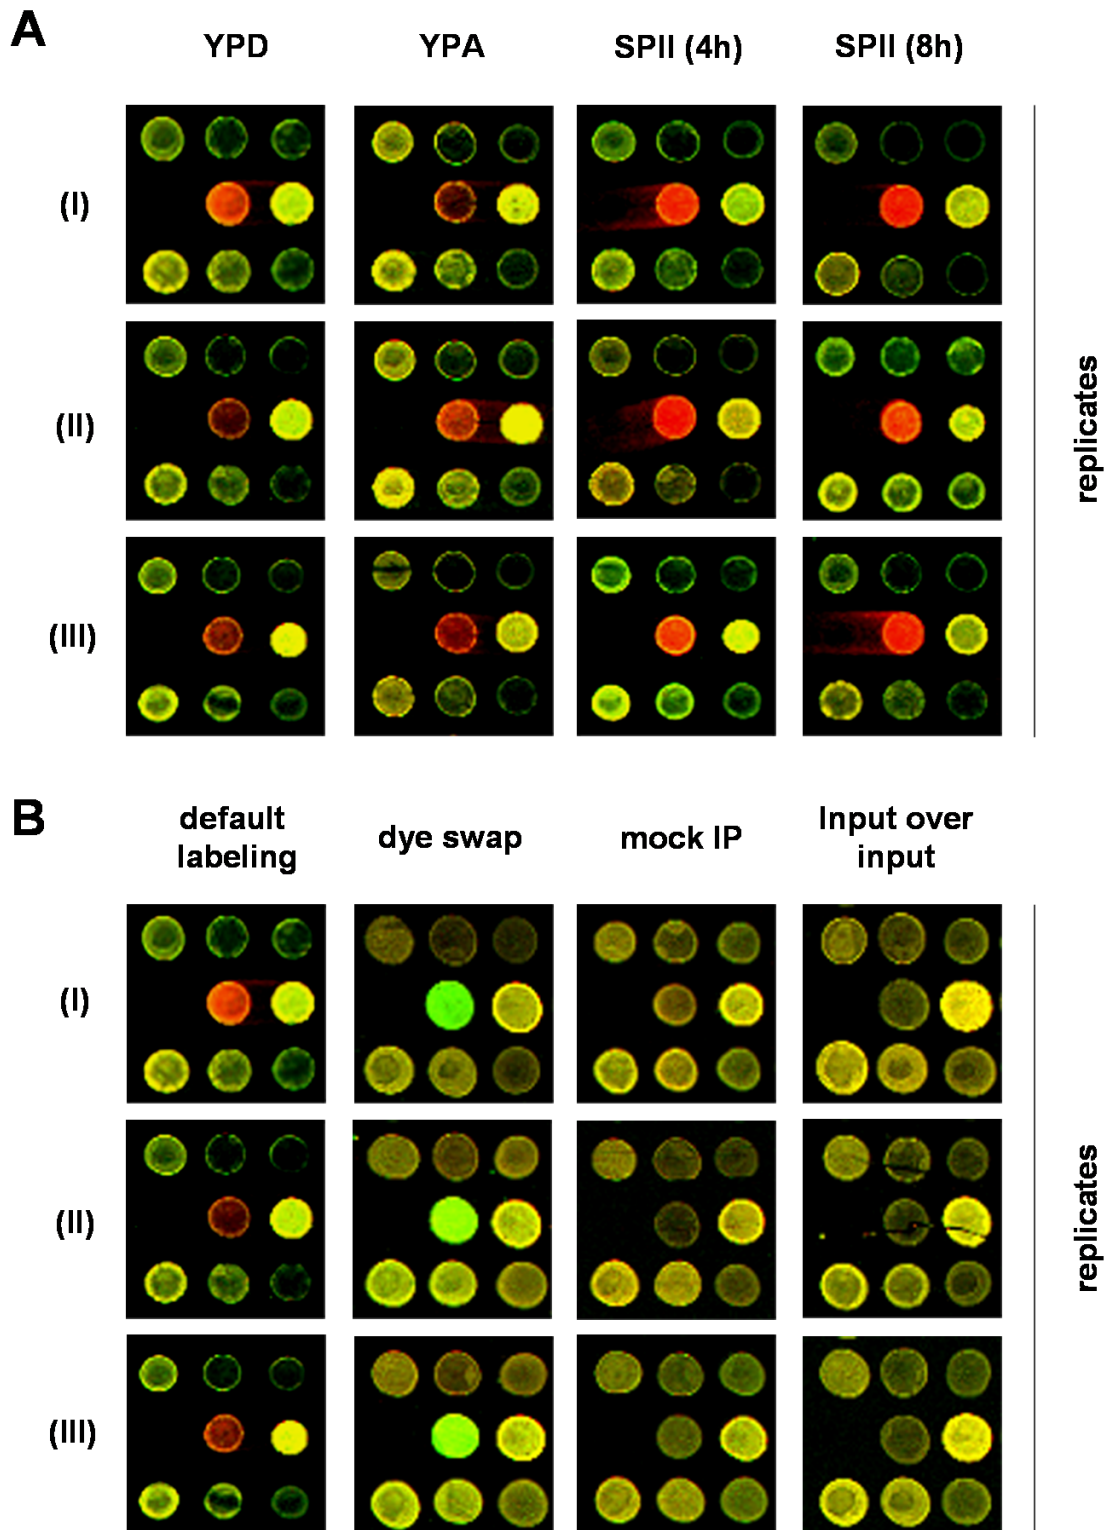 A
YPD YPA SPII (4h) SPII (8h)
(I)
(II)
(III)
replicates
B
default
labeling
dye swap
mock IP
Input over
input
(I)
(II)
(III)
replicates